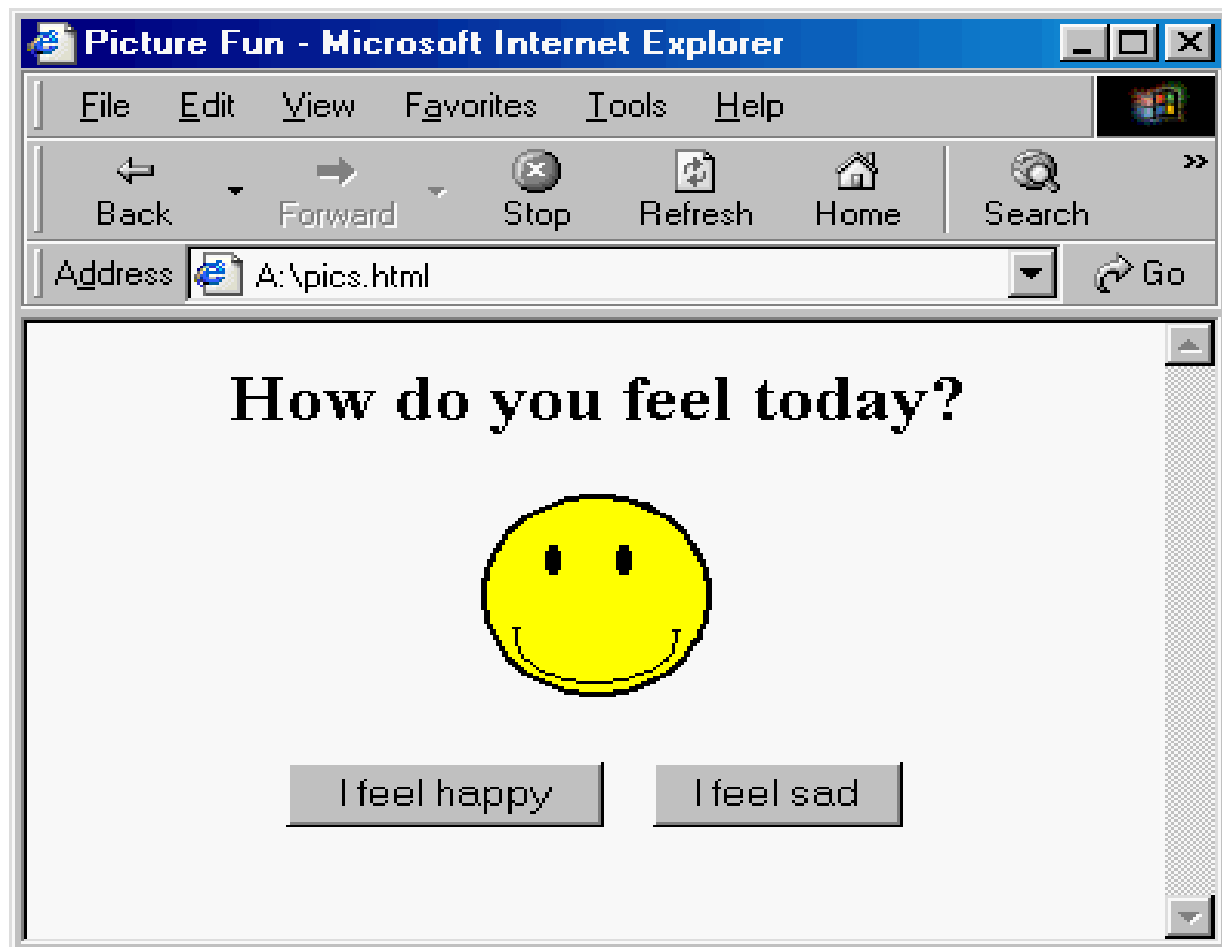 Picture Fun - Microsoft Internet Explorer
File Edit View Favorites Tools Help
Back Forward Stop Refresh Home Search »
Address A:\pics.html Go
How do you feel today?
I feel happy I feel sad